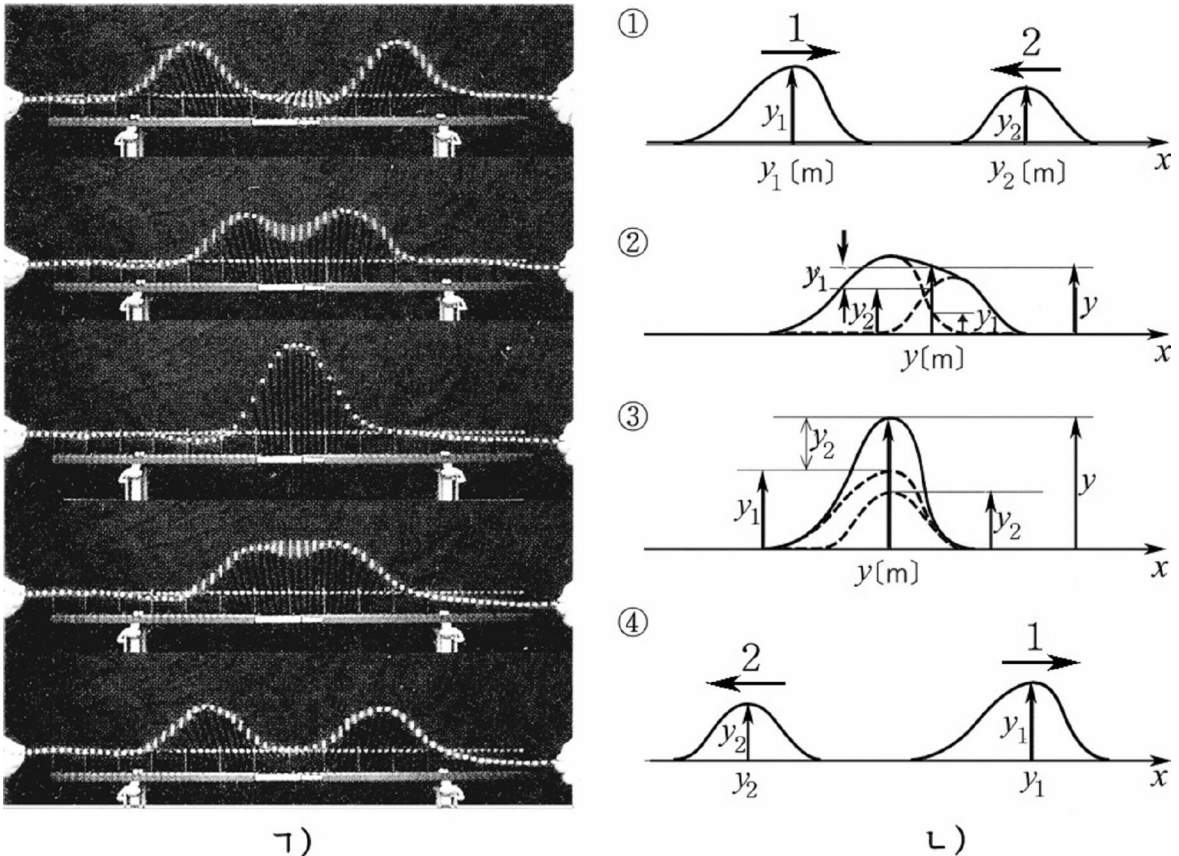 ①
1
2
y₁
y₂
x
y₁〔m〕
y₂〔m〕
②
y₁
y₂
y₁
y
y〔m〕
x
③
y₂
y₁
y₂
y
y〔m〕
x
④
2
1
y₂
y₁
y₂
y₁
x
ㄱ)
ㄴ)